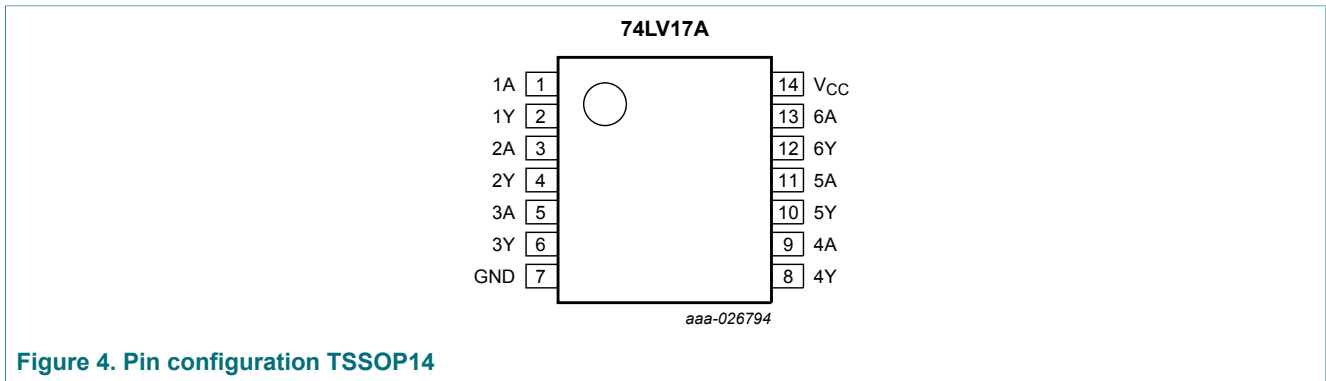 74LV17A
1A 1 14 VCC
1Y 2 13 6A
2A 3 12 6Y
2Y 4 11 5A
3A 5 10 5Y
3Y 6 9 4A
GND 7 8 4Y
aaa-026794
Figure 4. Pin configuration TSSOP14